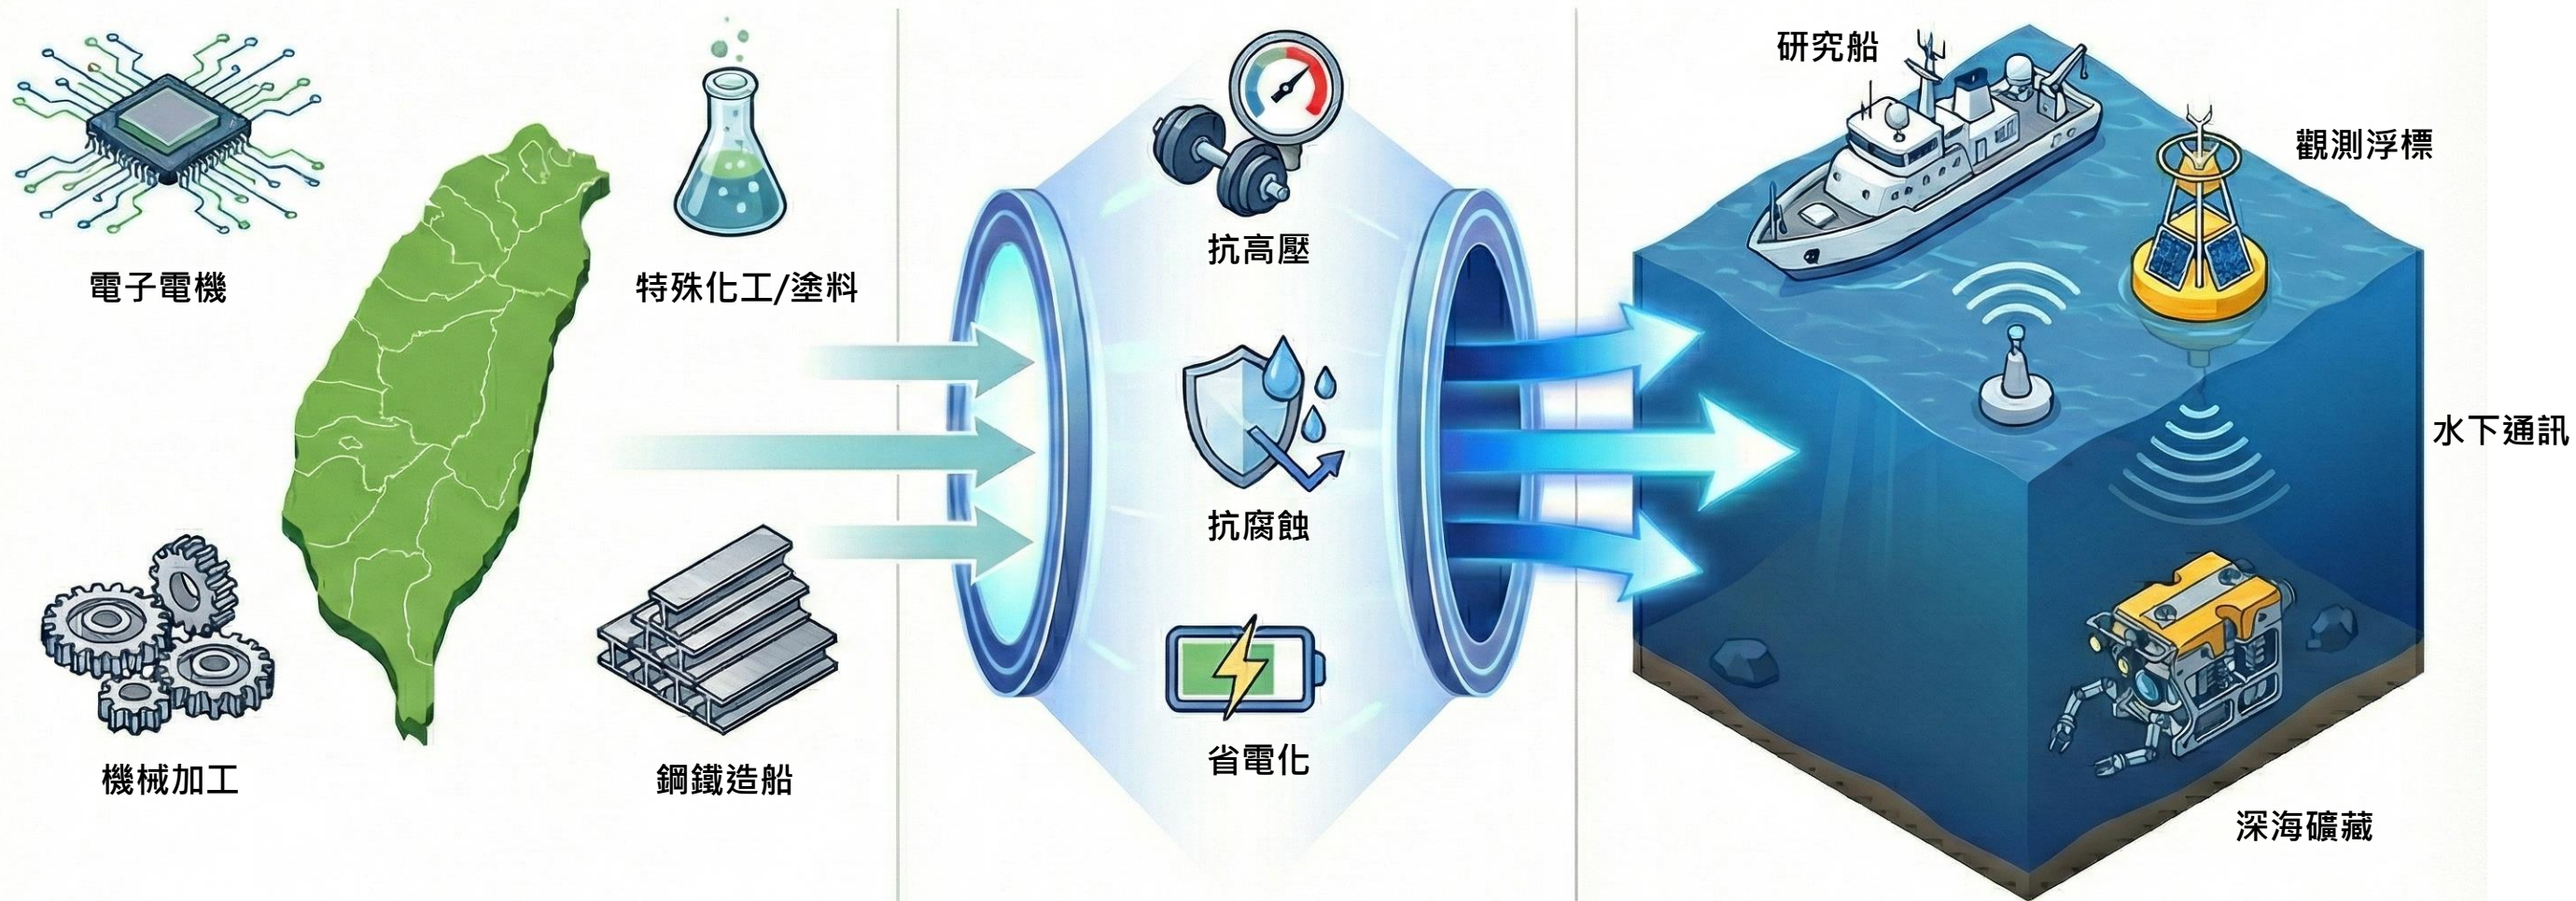 電子電機
特殊化工/塗料
機械加工
鋼鐵造船
抗高壓
抗腐蝕
省電化
研究船
觀測浮標
水下通訊
深海礦藏